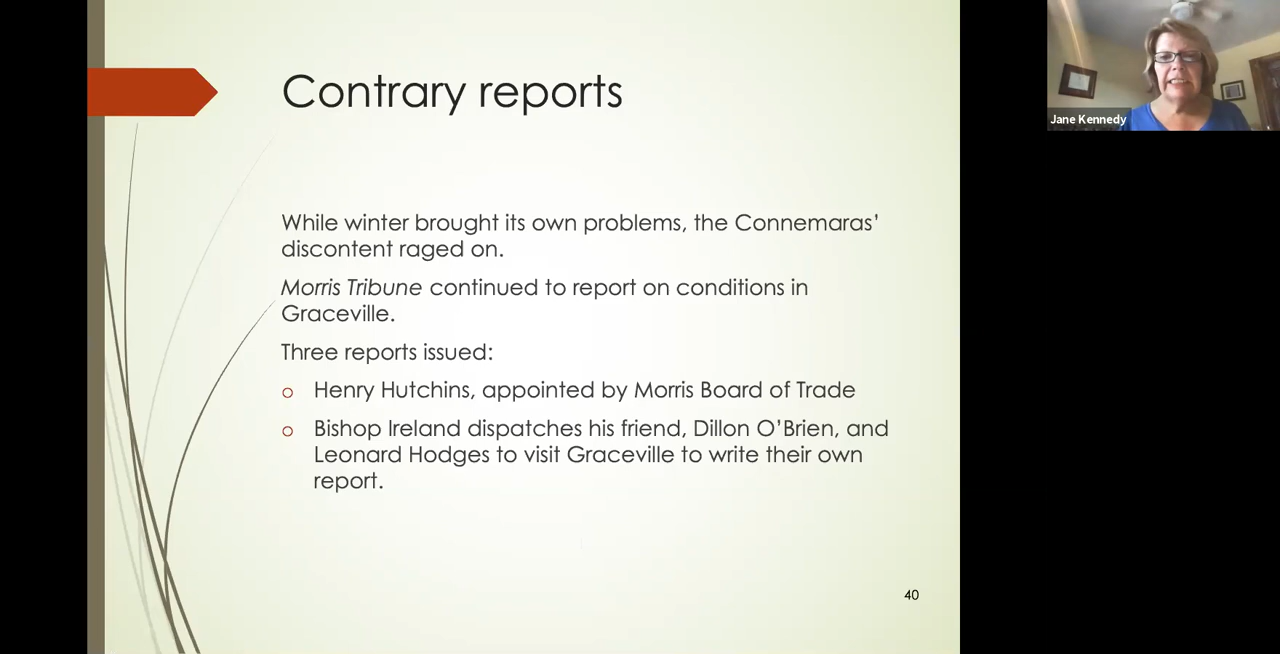 Contrary reports
Jane Kennedy
While winter brought its own problems, the Connemaras’
discontent raged on.
Morris Tribune continued to report on conditions in
Graceville.
Three reports issued:
o Henry Hutchins, appointed by Morris Board of Trade
o Bishop Ireland dispatches his friend, Dillon O’Brien, and
Leonard Hodges to visit Graceville to write their own
report.
40